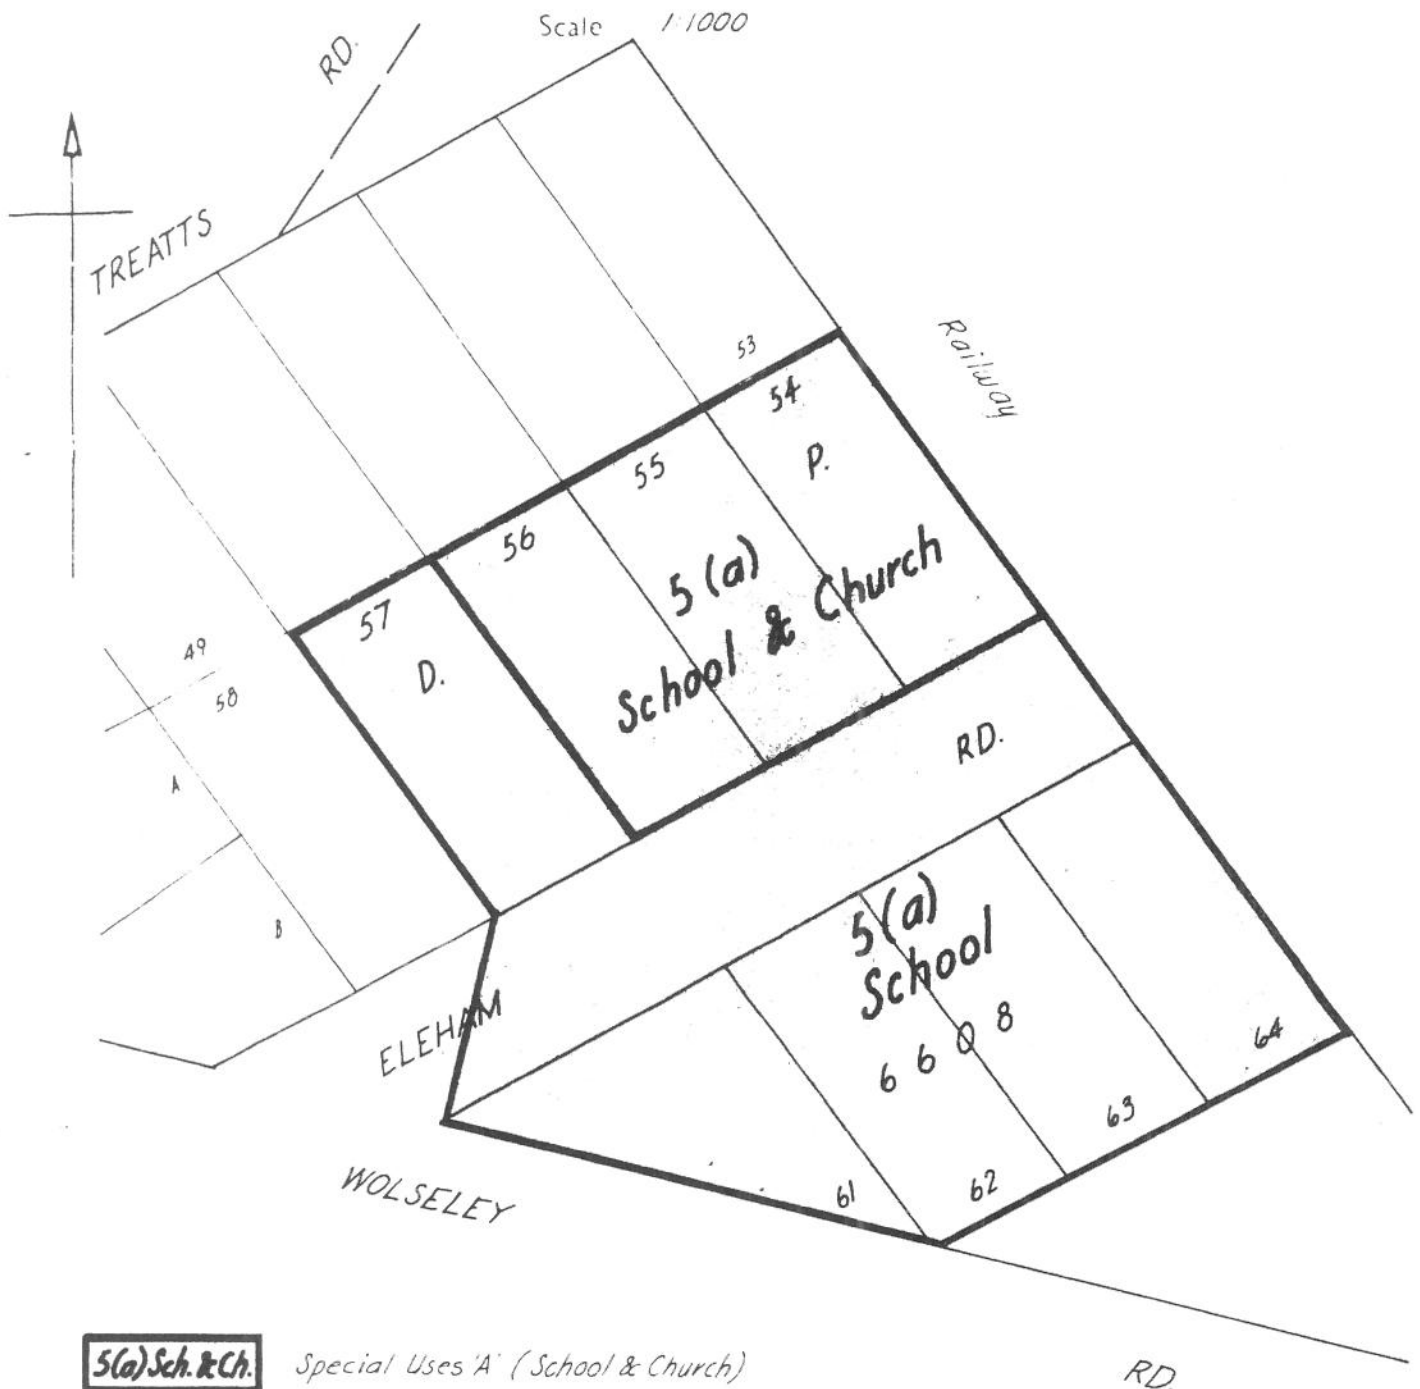 Scale 1:1000
RD.
TREATTS
Railway
53
54
P.
55
56
57
D.
5 (a)
School & Church
49
58
A
B
RD.
ELEHAM
5 (a)
School
6 6 0 8
64
63
62
61
WOLSELEY
RD.
5(a) Sch. & Ch. Special Uses 'A' (School & Church)